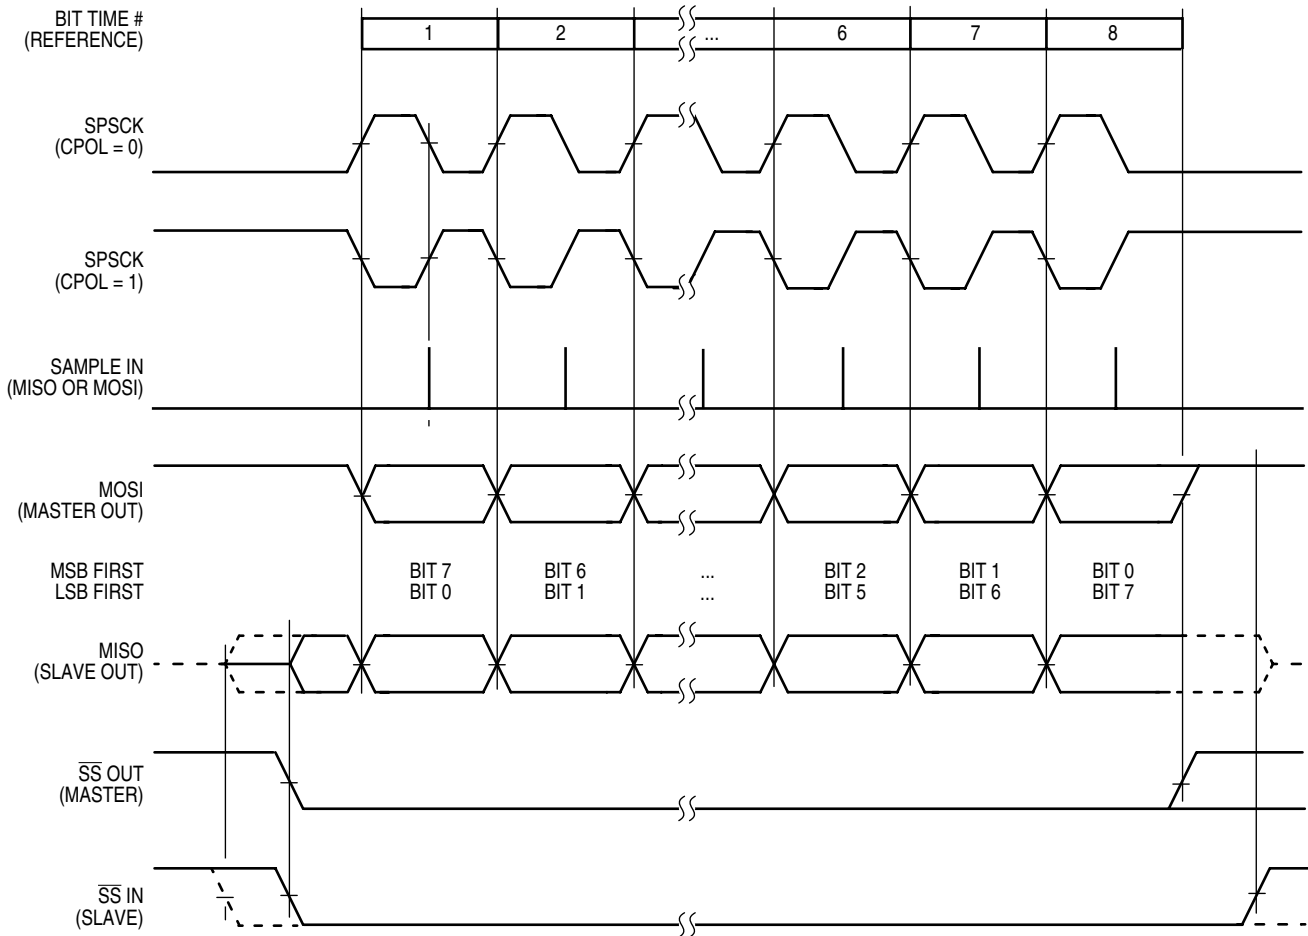 BIT TIME #
(REFERENCE)
1 2 ... 6 7 8
SPSCK
(CPOL = 0)
SPSCK
(CPOL = 1)
SAMPLE IN
(MISO OR MOSI)
MOSI
(MASTER OUT)
MSB FIRST BIT 7 BIT 6 ... BIT 2 BIT 1 BIT 0
LSB FIRST BIT 0 BIT 1 ... BIT 5 BIT 6 BIT 7
MISO
(SLAVE OUT)
S̅S̅ OUT
(MASTER)
S̅S̅ IN
(SLAVE)